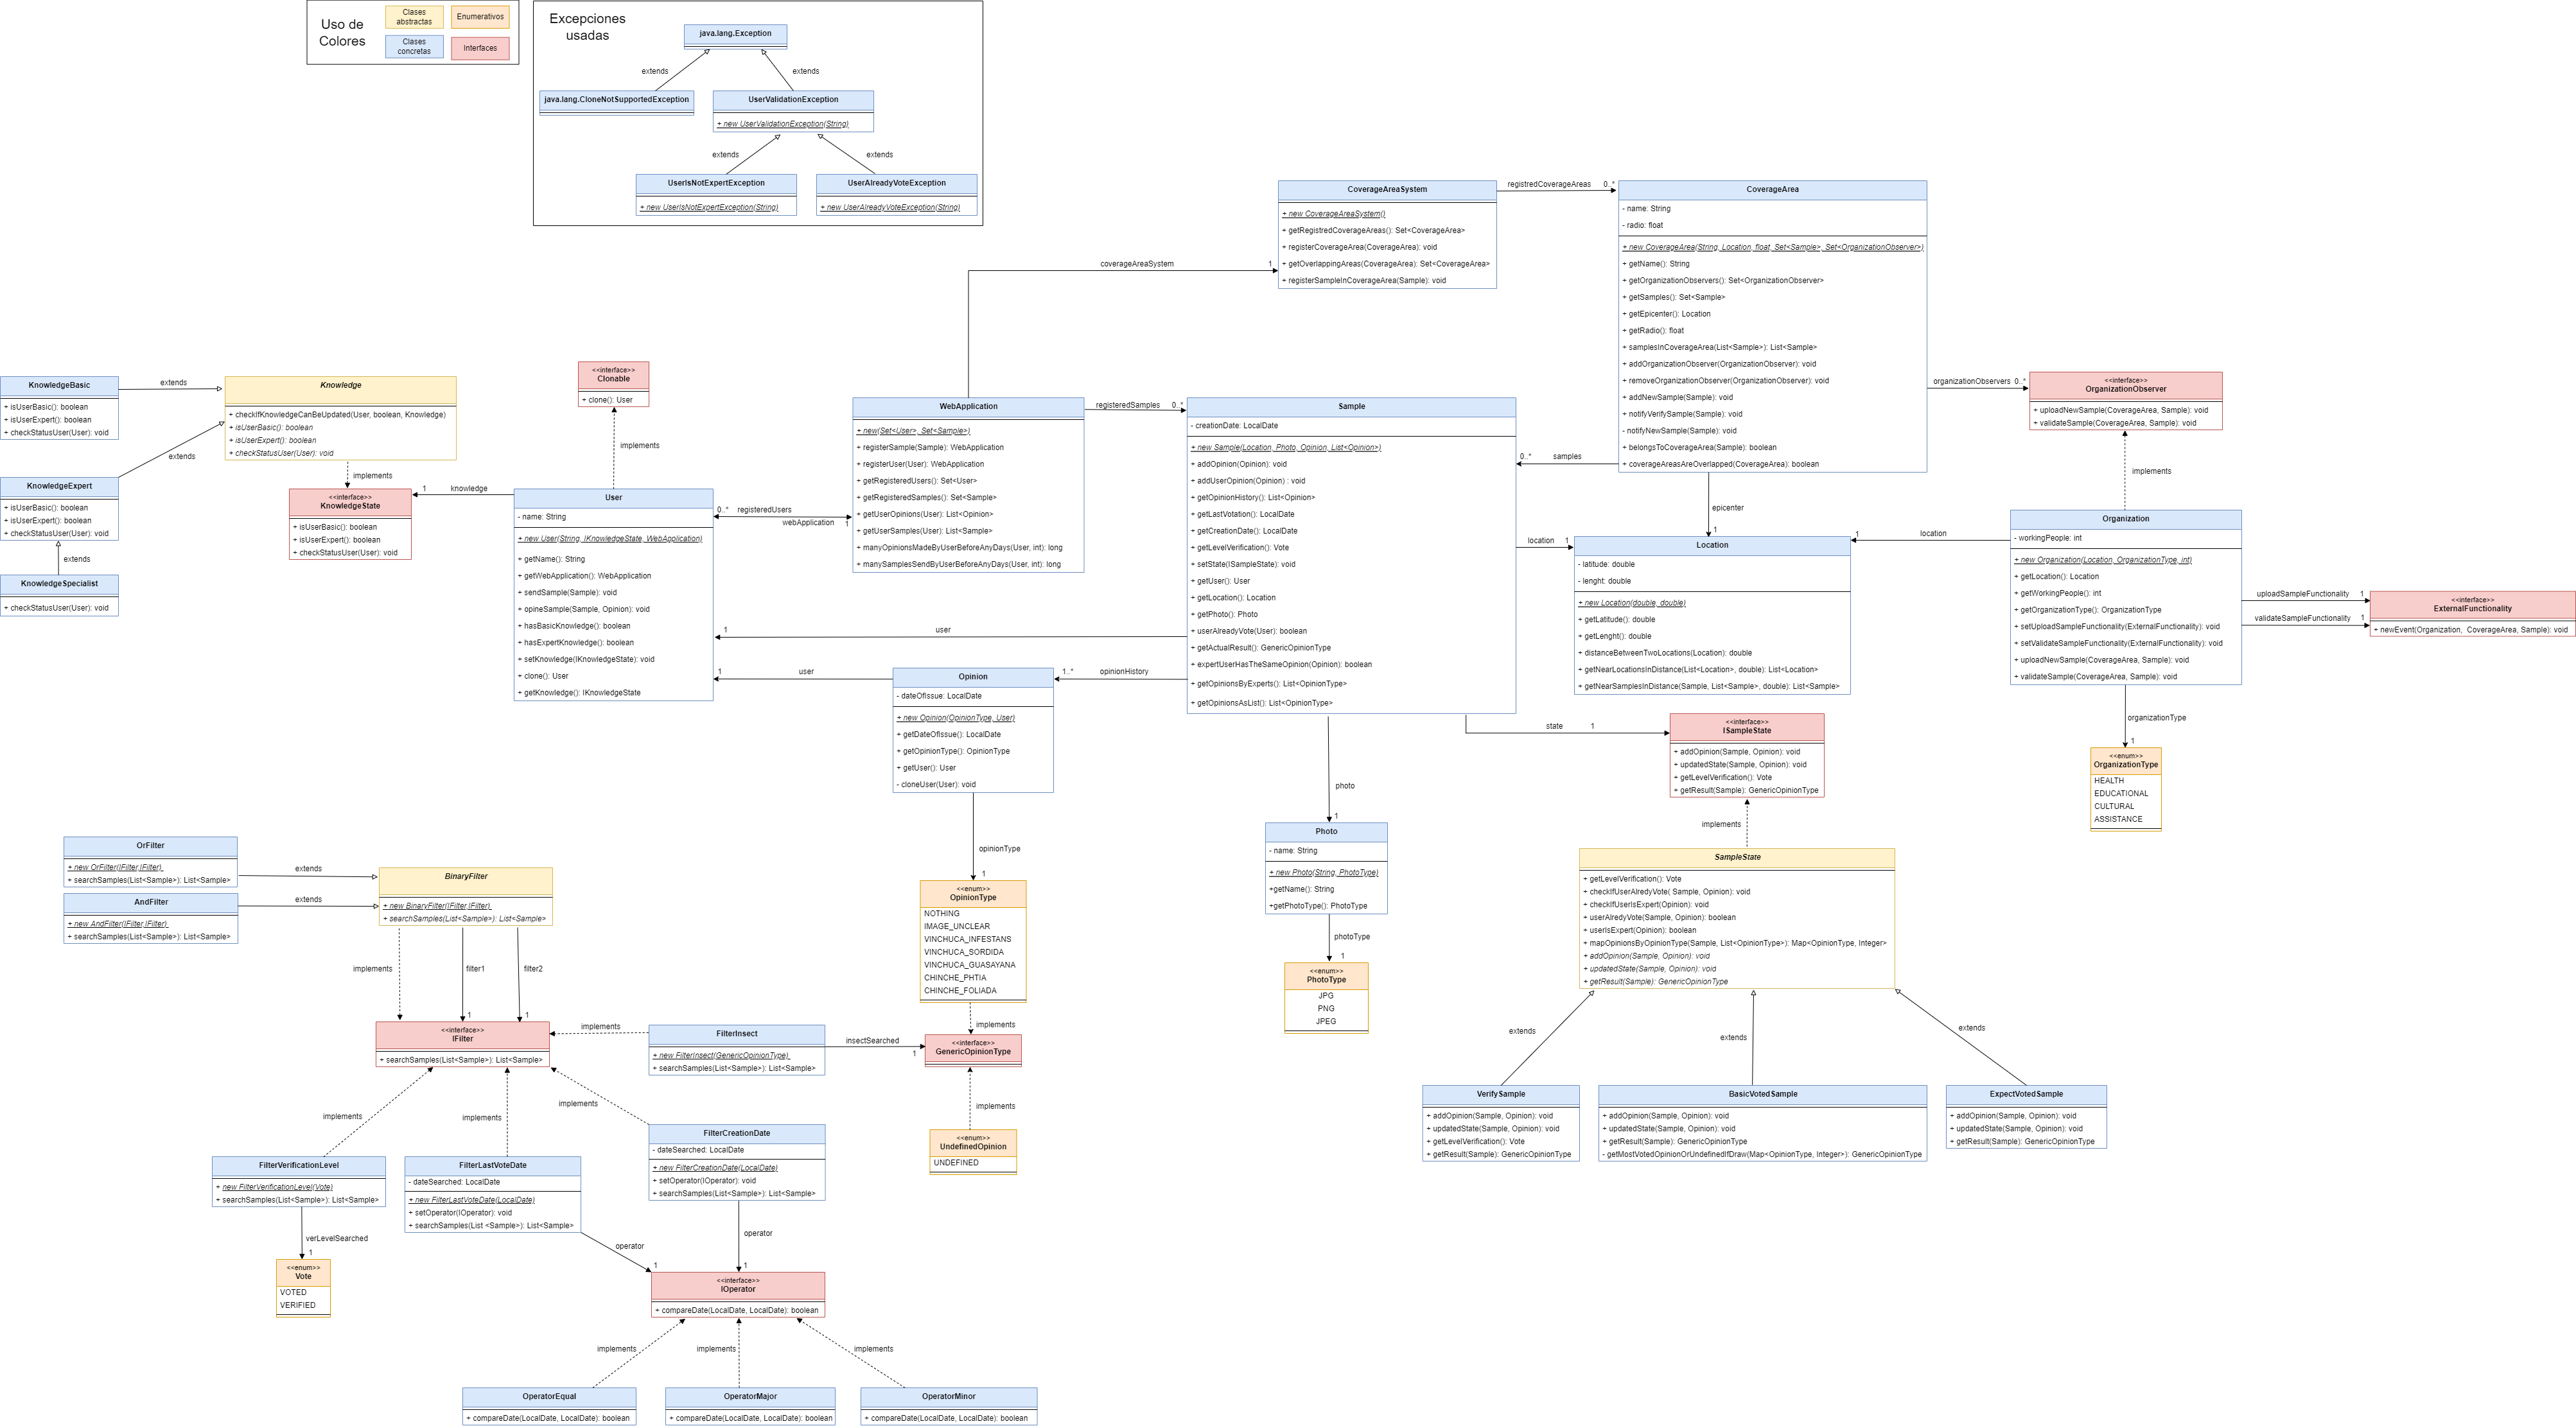 Uso de
Colores
Clases
abstractas
Enumerativos
Clases
concretas
Interfaces
Excepciones
usadas
java.lang.Exception
extends
extends
java.lang.CloneNotSupportedException
UserValidationException
+ new UserValidationException(String)
extends
extends
UserIsNotExpertException
+ new UserIsNotExpertException(String)
UserAlreadyVoteException
+ new UserAlreadyVoteException(String)
CoverageAreaSystem
+ new CoverageAreaSystem()
+ getRegistredCoverageAreas(): Set<CoverageArea>
+ registerCoverageArea(CoverageArea): void
+ getOverlappingAreas(CoverageArea): Set<CoverageArea>
+ registerSampleInCoverageArea(Sample): void
registredCoverageAreas 0..*
CoverageArea
- name: String
- radio: float
+ new CoverageArea(String, Location, float, Set<Sample>, Set<OrganizationObserver>)
+ getName(): String
+ getOrganizationObservers(): Set<OrganizationObserver>
+ getSamples(): Set<Sample>
+ getEpicenter(): Location
+ getRadio(): float
+ samplesInCoverageArea(List<Sample>): List<Sample>
+ addOrganizationObserver(OrganizationObserver): void
+ removeOrganizationObserver(OrganizationObserver): void
+ addNewSample(Sample): void
+ notifyVerifySample(Sample): void
- notifyNewSample(Sample): void
+ belongsToCoverageArea(Sample): boolean
+ coverageAreasAreOverlapped(CoverageArea): boolean
coverageAreaSystem 1
organizationObservers 0..*
<<interface>>
OrganizationObserver
+ uploadNewSample(CoverageArea, Sample): void
+ validateSample(CoverageArea, Sample): void
implements
KnowledgeBasic
+ isUserBasic(): boolean
+ isUserExpert(): boolean
+ checkStatusUser(User): void
extends
Knowledge
+ checkIfKnowledgeCanBeUpdated(User, boolean, Knowledge)
+ isUserBasic(): boolean
+ isUserExpert(): boolean
+ checkStatusUser(User): void
extends
implements
KnowledgeExpert
+ isUserBasic(): boolean
+ isUserExpert(): boolean
+ checkStatusUser(User): void
extends
KnowledgeSpecialist
+ checkStatusUser(User): void
<<interface>>
KnowledgeState
+ isUserBasic(): boolean
+ isUserExpert(): boolean
+ checkStatusUser(User): void
1 knowledge
<<interface>>
Clonable
+ clone(): User
implements
User
- name: String
+ new User(String, IKnowledgeState, WebApplication)
+ getName(): String
+ getWebApplication(): WebApplication
+ sendSample(Sample): void
+ opineSample(Sample, Opinion): void
+ hasBasicKnowledge(): boolean
+ hasExpertKnowledge(): boolean
+ setKnowledge(IKnowledgeState): void
+ clone(): User
+ getKnowledge(): IKnowledgeState
0..* registeredUsers
webApplication 1
WebApplication
+ new(Set<User>, Set<Sample>)
+ registerSample(Sample): WebApplication
+ registerUser(User): WebApplication
+ getRegisteredUsers(): Set<User>
+ getRegisteredSamples(): Set<Sample>
+ getUserOpinions(User): List<Opinion>
+ getUserSamples(User): List<Sample>
+ manyOpinionsMadeByUserBeforeAnyDays(User, int): long
+ manySamplesSendByUserBeforeAnyDays(User, int): long
registeredSamples 0..*
Sample
- creationDate: LocalDate
+ new Sample(Location, Photo, Opinion, List<Opinion>)
+ addOpinion(Opinion): void
+ addUserOpinion(Opinion) : void
+ getOpinionHistory(): List<Opinion>
+ getLastVotation(): LocalDate
+ getCreationDate(): LocalDate
+ getLevelVerification(): Vote
+ setState(ISampleState): void
+ getUser(): User
+ getLocation(): Location
+ getPhoto(): Photo
+ userAlreadyVote(User): boolean
+ getActualResult(): GenericOpinionType
+ expertUserHasTheSameOpinion(Opinion): boolean
+ getOpinionsByExperts(): List<OpinionType>
+ getOpinionsAsList(): List<OpinionType>
0..* samples
epicenter
1
location 1
Location
- latitude: double
- lenght: double
+ new Location(double, double)
+ getLatitude(): double
+ getLenght(): double
+ distanceBetweenTwoLocations(Location): double
+ getNearLocationsInDistance(List<Location>, double): List<Location>
+ getNearSamplesInDistance(Sample, List<Sample>, double): List<Sample>
1 location
Organization
- workingPeople: int
+ new Organization(Location, OrganizationType, int)
+ getLocation(): Location
+ getWorkingPeople(): int
+ getOrganizationType(): OrganizationType
+ setUploadSampleFunctionality(ExternalFunctionality): void
+ setValidateSampleFunctionality(ExternalFunctionality): void
+ uploadNewSample(CoverageArea, Sample): void
+ validateSample(CoverageArea, Sample): void
uploadSampleFunctionality 1
validateSampleFunctionality 1
<<interface>>
ExternalFunctionality
+ newEvent(Organization, CoverageArea, Sample): void
organizationType
1
<<enum>>
OrganizationType
HEALTH
EDUCATIONAL
CULTURAL
ASSISTANCE
1 user
1 user
Opinion
- dateOfIssue: LocalDate
+ new Opinion(OpinionType, User)
+ getDateOfIssue(): LocalDate
+ getOpinionType(): OpinionType
+ getUser(): User
- cloneUser(User): void
1..* opinionHistory
state 1
<<interface>>
ISampleState
+ addOpinion(Sample, Opinion): void
+ updatedState(Sample, Opinion): void
+ getLevelVerification(): Vote
+ getResult(Sample): GenericOpinionType
implements
photo
1
Photo
- name: String
+ new Photo(String, PhotoType)
+getName(): String
+getPhotoType(): PhotoType
photoType
1
<<enum>>
PhotoType
JPG
PNG
JPEG
SampleState
+ getLevelVerification(): Vote
+ checkIfUserAlredyVote( Sample, Opinion): void
+ checkIfUserIsExpert(Opinion): void
+ userAlredyVote(Sample, Opinion): boolean
+ userIsExpert(Opinion): boolean
+ mapOpinionsByOpinionType(Sample, List<OpinionType>): Map<OpinionType, Integer>
+ addOpinion(Sample, Opinion): void
+ updatedState(Sample, Opinion): void
+ getResult(Sample): GenericOpinionType
extends
extends
extends
VerifySample
+ addOpinion(Sample, Opinion): void
+ updatedState(Sample, Opinion): void
+ getLevelVerification(): Vote
+ getResult(Sample): GenericOpinionType
BasicVotedSample
+ addOpinion(Sample, Opinion): void
+ updatedState(Sample, Opinion): void
+ getResult(Sample): GenericOpinionType
- getMostVotedOpinionOrUndefinedIfDraw(Map<OpinionType, Integer>): GenericOpinionType
ExpectVotedSample
+ addOpinion(Sample, Opinion): void
+ updatedState(Sample, Opinion): void
+ getResult(Sample): GenericOpinionType
opinionType
1
<<enum>>
OpinionType
NOTHING
IMAGE_UNCLEAR
VINCHUCA_INFESTANS
VINCHUCA_SORDIDA
VINCHUCA_GUASAYANA
CHINCHE_PHTIA
CHINCHE_FOLIADA
implements
<<interface>>
GenericOpinionType
implements
<<enum>>
UndefinedOpinion
UNDEFINED
OrFilter
+ new OrFilter(IFilter,IFilter)
+ searchSamples(List<Sample>): List<Sample>
AndFilter
+ new AndFilter(IFilter,IFilter)
+ searchSamples(List<Sample>): List<Sample>
extends
extends
BinaryFilter
+ new BinaryFilter(IFilter,IFilter)
+ searchSamples(List<Sample>): List<Sample>
implements
filter1
filter2
1
1
<<interface>>
IFilter
+ searchSamples(List<Sample>): List<Sample>
implements
FilterInsect
+ new FilterInsect(GenericOpinionType)
+ searchSamples(List<Sample>): List<Sample>
insectSearched
1
implements
implements
implements
FilterCreationDate
- dateSearched: LocalDate
+ new FilterCreationDate(LocalDate)
+ setOperator(IOperator): void
+ searchSamples(List<Sample>): List<Sample>
FilterVerificationLevel
+ new FilterVerificationLevel(Vote)
+ searchSamples(List<Sample>): List<Sample>
FilterLastVoteDate
- dateSearched: LocalDate
+ new FilterLastVoteDate(LocalDate)
+ setOperator(IOperator): void
+ searchSamples(List <Sample>): List<Sample>
verLevelSearched
1
<<enum>>
Vote
VOTED
VERIFIED
operator
1
operator
1
<<interface>>
IOperator
+ compareDate(LocalDate, LocalDate): boolean
implements
implements
implements
OperatorEqual
+ compareDate(LocalDate, LocalDate): boolean
OperatorMajor
+ compareDate(LocalDate, LocalDate): boolean
OperatorMinor
+ compareDate(LocalDate, LocalDate): boolean